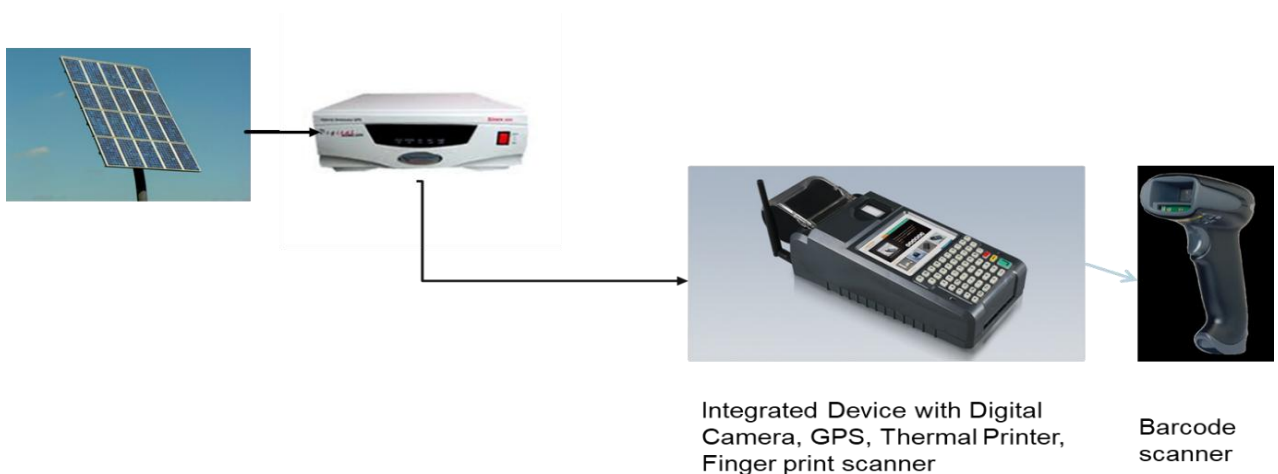 Integrated Device with Digital
Camera, GPS, Thermal Printer,
Finger print scanner
Barcode
scanner